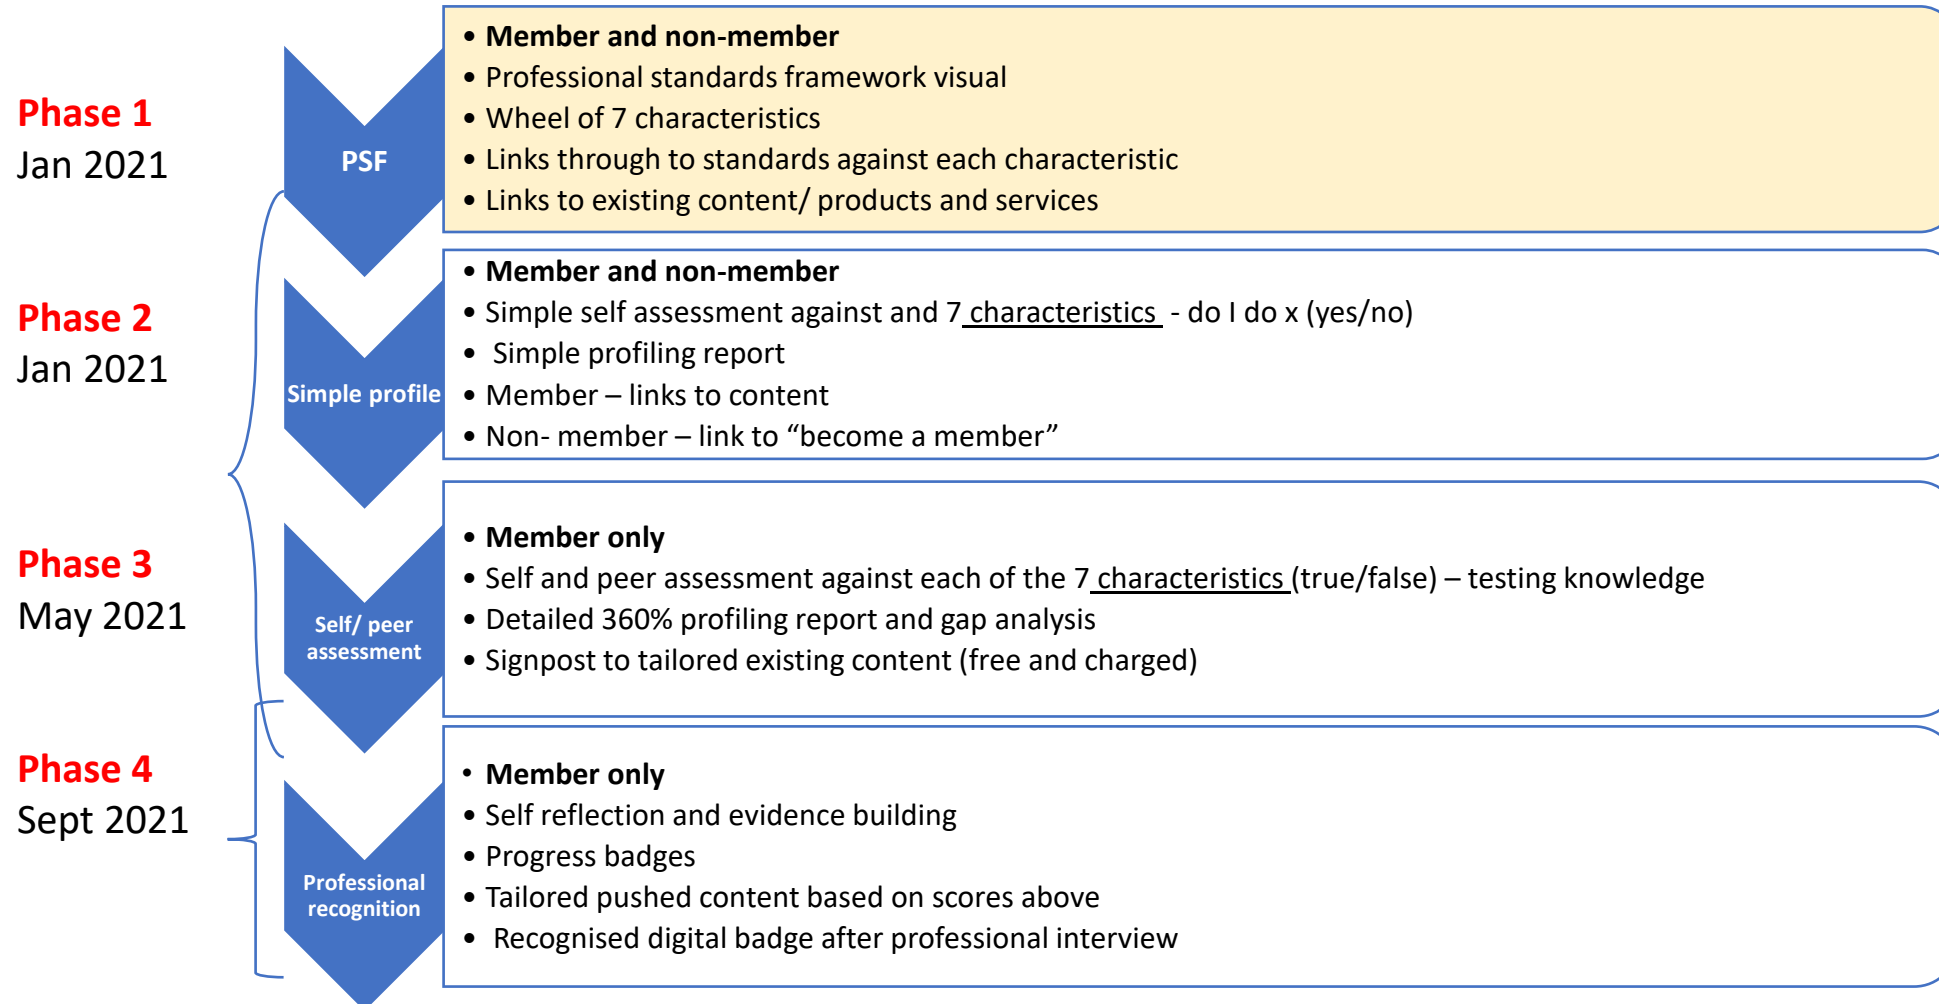 Phase 1
Jan 2021
PSF
• Member and non-member
• Professional standards framework visual
• Wheel of 7 characteristics
• Links through to standards against each characteristic
• Links to existing content/ products and services
Phase 2
Jan 2021
Simple profile
• Member and non-member
• Simple self assessment against and 7 characteristics - do I do x (yes/no)
• Simple profiling report
• Member – links to content
• Non- member – link to “become a member”
Phase 3
May 2021
Self/ peer
assessment
• Member only
• Self and peer assessment against each of the 7 characteristics (true/false) – testing knowledge
• Detailed 360% profiling report and gap analysis
• Signpost to tailored existing content (free and charged)
Phase 4
Sept 2021
Professional
recognition
• Member only
• Self reflection and evidence building
• Progress badges
• Tailored pushed content based on scores above
• Recognised digital badge after professional interview